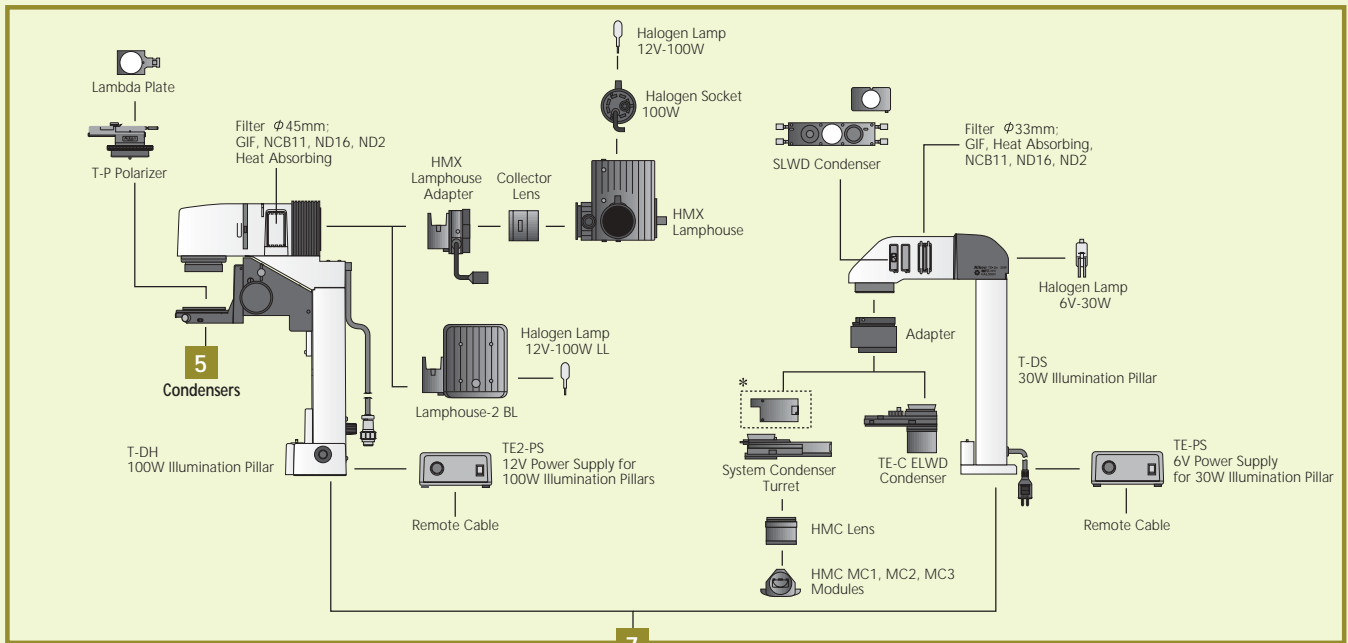 Lambda Plate
T-P Polarizer
Filter ϕ45mm;
GIF, NCB11, ND16, ND2
Heat Absorbing
HMX
Lamphouse
Adapter
Collector
Lens
Halogen Lamp
12V-100W
Halogen Socket
100W
HMX
Lamphouse
Halogen Lamp
12V-100W LL
Lamphouse-2 BL
5
Condensers
T-DH
100W Illumination Pillar
TE2-PS
12V Power Supply for
100W Illumination Pillars
Remote Cable
SLWD Condenser
Filter ϕ33mm;
GIF, Heat Absorbing,
NCB11, ND16, ND2
Halogen Lamp
6V-30W
Adapter
T-DS
30W Illumination Pillar
*
System Condenser
Turret
TE-C ELWD
Condenser
HMC Lens
HMC MC1, MC2, MC3
Modules
TE-PS
6V Power Supply
for 30W Illumination Pillar
Remote Cable
7